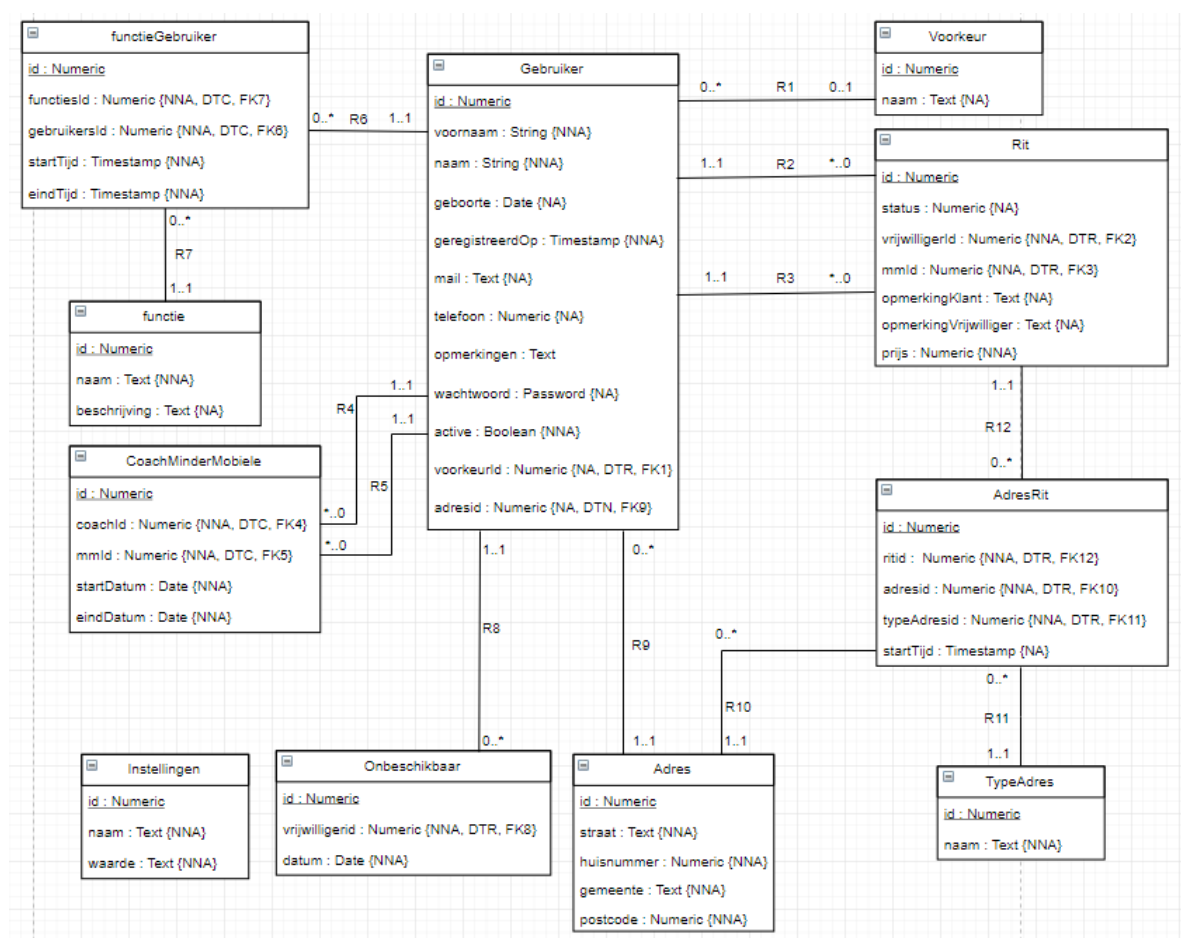 functieGebruiker
id : Numeric
functiesId : Numeric {NNA, DTC, FK7}
gebruikersId : Numeric {NNA, DTC, FK6}
startTijd : Timestamp {NNA}
eindTijd : Timestamp {NNA}
0..* R6 1..1
0..*
R7
1..1
functie
id : Numeric
naam : Text {NNA}
beschrijving : Text {NA}
Gebruiker
id : Numeric
voornaam : String {NNA}
naam : String {NNA}
geboorte : Date {NA}
geregistreerdOp : Timestamp {NNA}
mail : Text {NA}
telefoon : Numeric {NA}
opmerkingen : Text
wachtwoord : Password {NA}
active : Boolean {NNA}
voorkeurId : Numeric {NA, DTR, FK1}
adresid : Numeric {NA, DTN, FK9}
0..* R1 0..1
1..1 R2 *..0
1..1 R3 *..0
Voorkeur
id : Numeric
naam : Text {NA}
Rit
id : Numeric
status : Numeric {NA}
vrijwilligerId : Numeric {NNA, DTR, FK2}
mmId : Numeric {NNA, DTR, FK3}
opmerkingKlant : Text {NA}
opmerkingVrijwilliger : Text {NA}
prijs : Numeric {NNA}
1..1
R12
0..*
1..1
R4
1..1
R5
*..0
*..0
CoachMinderMobiele
id : Numeric
coachId : Numeric {NNA, DTC, FK4}
mmId : Numeric {NNA, DTC, FK5}
startDatum : Date {NNA}
eindDatum : Date {NNA}
AdresRit
id : Numeric
ritid : Numeric {NNA, DTR, FK12}
adresid : Numeric {NNA, DTR, FK10}
typeAdresid : Numeric {NNA, DTR, FK11}
startTijd : Timestamp {NA}
1..1
R8
0..*
0..*
R9
1..1
0..*
R10
1..1
0..*
R11
1..1
Instellingen
id : Numeric
naam : Text {NNA}
waarde : Text {NNA}
Onbeschikbaar
id : Numeric
vrijwilligerid : Numeric {NNA, DTR, FK8}
datum : Date {NNA}
Adres
id : Numeric
straat : Text {NNA}
huisnummer : Numeric {NNA}
gemeente : Text {NNA}
postcode : Numeric {NNA}
TypeAdres
id : Numeric
naam : Text {NNA}